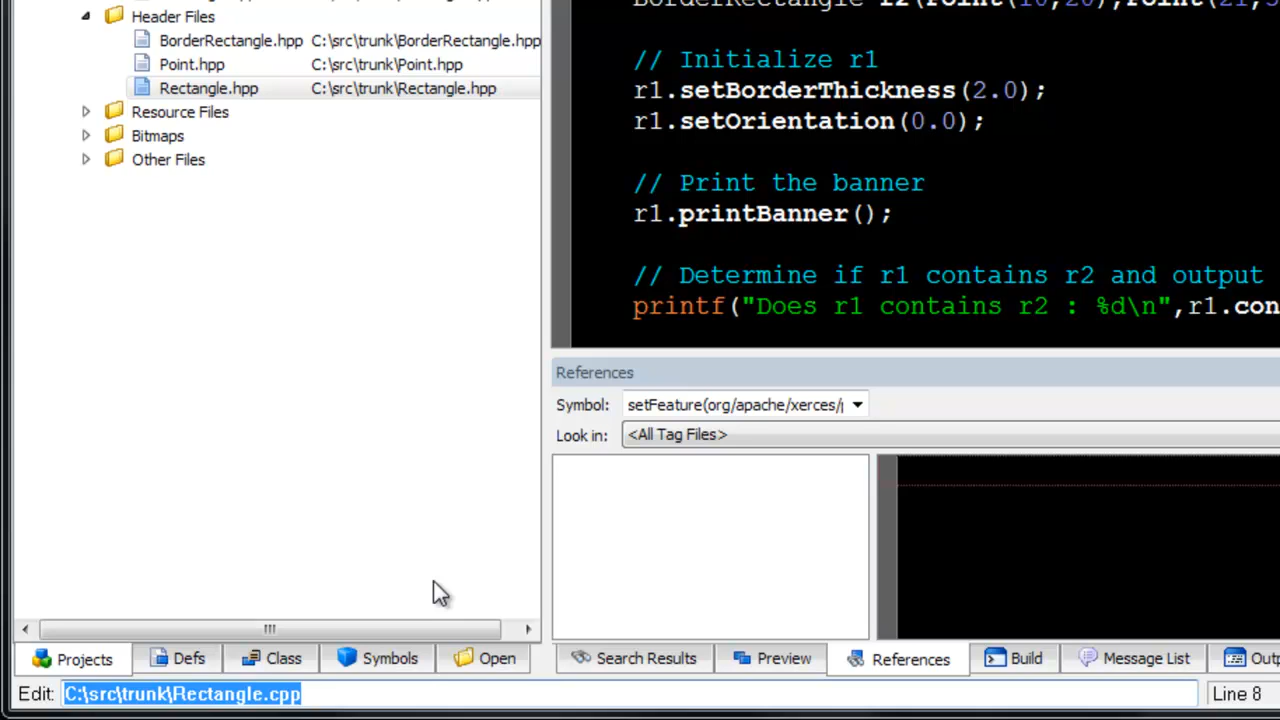 Header Files
BorderRectangle.hpp C:\src\trunk\BorderRectangle.hpp
Point.hpp C:\src\trunk\Point.hpp
Rectangle.hpp C:\src\trunk\Rectangle.hpp
Resource Files
Bitmaps
Other Files
// Initialize r1
r1.setBorderThickness(2.0);
r1.setOrientation(0.0);
// Print the banner
r1.printBanner();
// Determine if r1 contains r2 and output
printf("Does r1 contains r2 : %d\n",r1.con
References
Symbol: setFeature(org/apache/xerces/
Look in: <All Tag Files>
Projects Defs Class Symbols Open
Search Results Preview References Build Message List Outp
Edit: C:\src\trunk\Rectangle.cpp Line 8